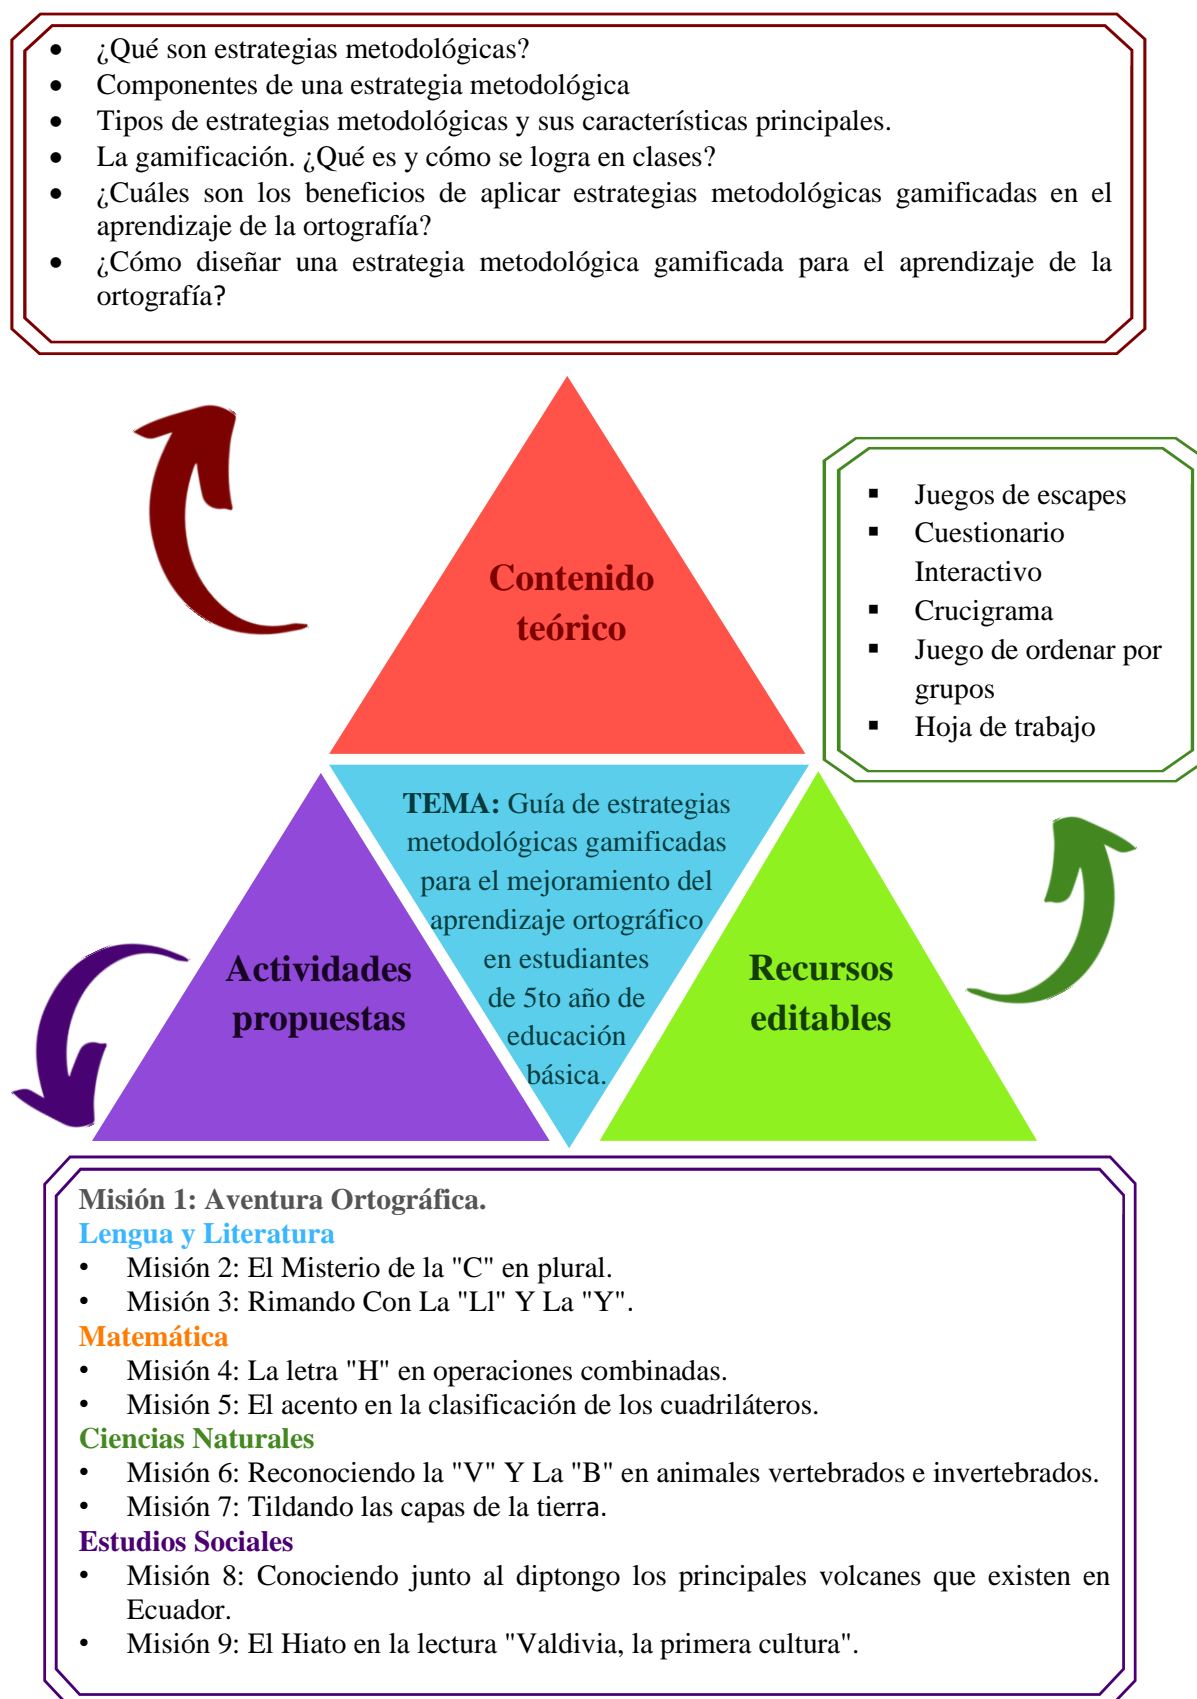 • ¿Qué son estrategias metodológicas?
• Componentes de una estrategia metodológica
• Tipos de estrategias metodológicas y sus características principales.
• La gamificación. ¿Qué es y cómo se logra en clases?
• ¿Cuáles son los beneficios de aplicar estrategias metodológicas gamificadas en el
aprendizaje de la ortografía?
• ¿Cómo diseñar una estrategia metodológica gamificada para el aprendizaje de la
ortografía?
Contenido
teórico
▪ Juegos de escapes
▪ Cuestionario
Interactivo
▪ Crucigrama
▪ Juego de ordenar por
grupos
▪ Hoja de trabajo
TEMA: Guía de estrategias
metodológicas gamificadas
para el mejoramiento del
aprendizaje ortográfico
en estudiantes
de 5to año de
educación
básica.
Actividades
propuestas
Recursos
editables
Misión 1: Aventura Ortográfica.
Lengua y Literatura
• Misión 2: El Misterio de la "C" en plural.
• Misión 3: Rimando Con La "Ll" Y La "Y".
Matemática
• Misión 4: La letra "H" en operaciones combinadas.
• Misión 5: El acento en la clasificación de los cuadriláteros.
Ciencias Naturales
• Misión 6: Reconociendo la "V" Y La "B" en animales vertebrados e invertebrados.
• Misión 7: Tildando las capas de la tierra.
Estudios Sociales
• Misión 8: Conociendo junto al diptongo los principales volcanes que existen en
Ecuador.
• Misión 9: El Hiato en la lectura "Valdivia, la primera cultura".